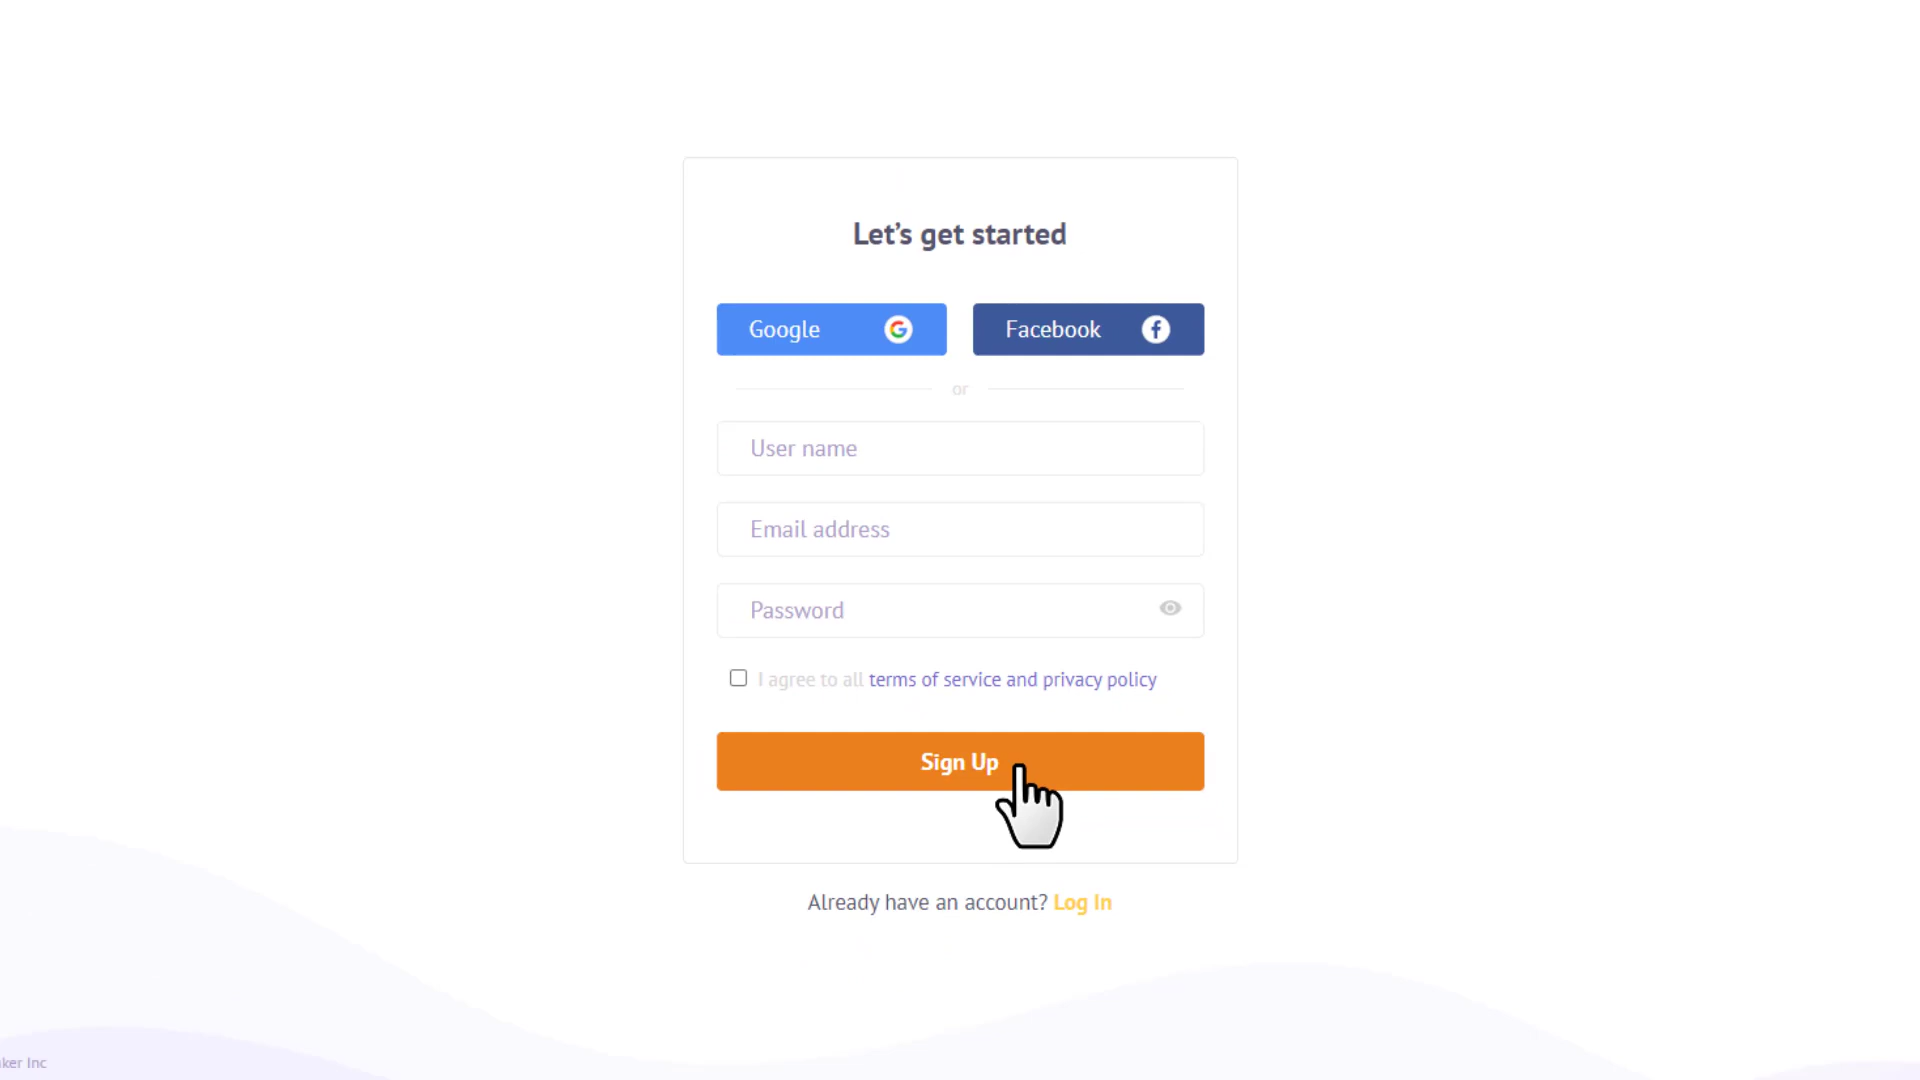 Let's get started
Google
Facebook
or
User name
Email address
Password
I agree to all terms of service and privacy policy
Sign Up
Already have an account? Log In
Inc